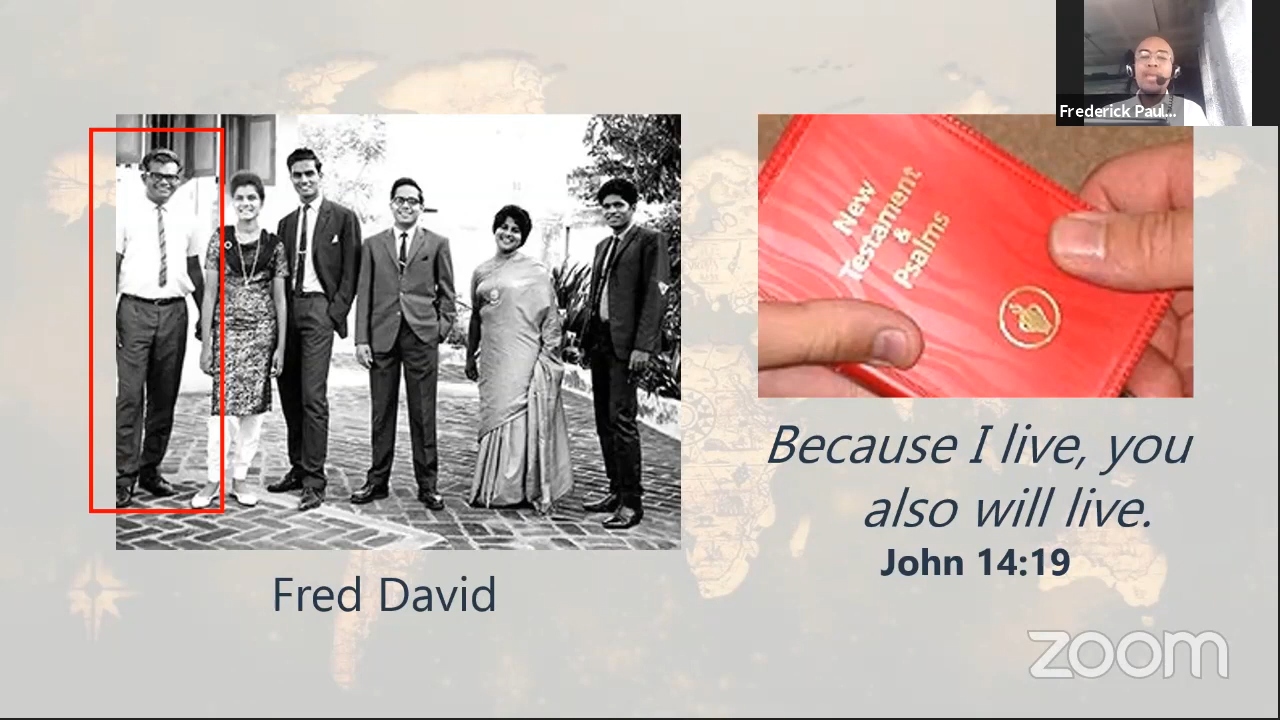 Frederick Paul...
New
Testament
&
Psalms
Because I live, you
also will live.
John 14:19
Fred David
zoom